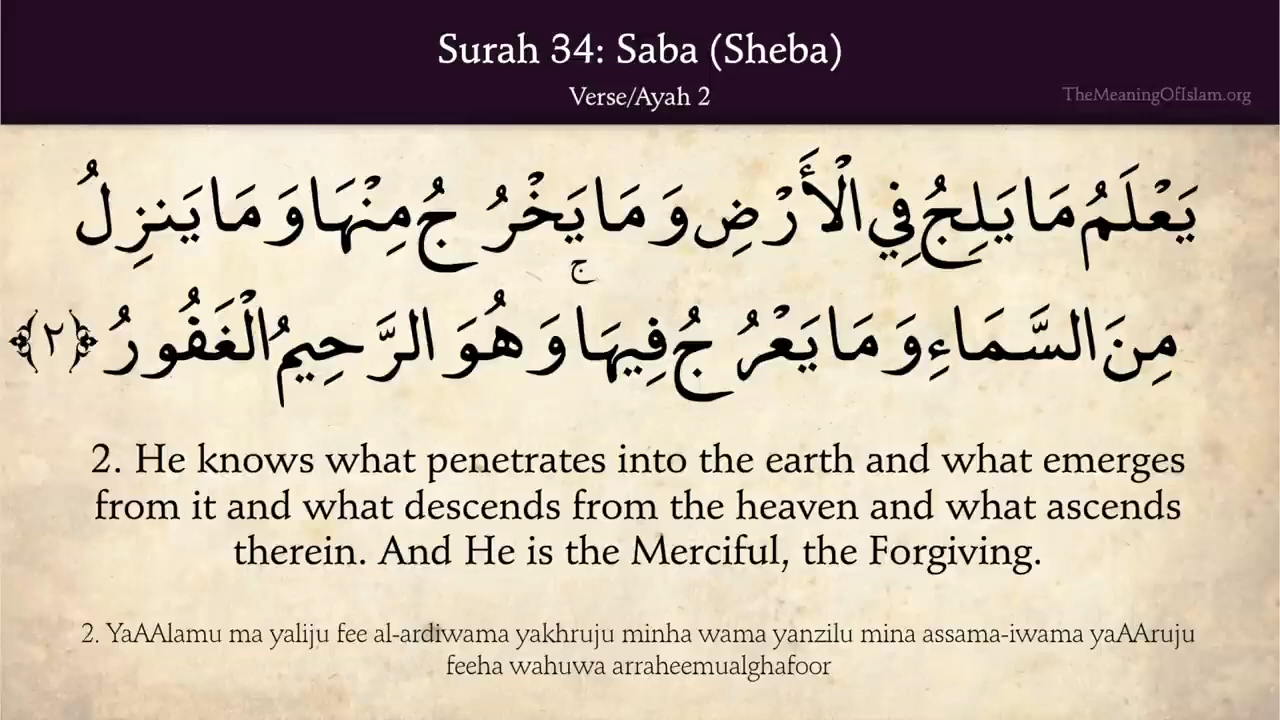 Surah 34: Saba (Sheba)
Verse/Ayah 2
TheMeaningOfIslam.org
يَعْلَمُ مَا يَلِجُ فِي الْأَرْضِ وَمَا يَخْرُجُ مِنْهَا وَمَا يَنزِلُ
مِنَ السَّمَاءِ وَمَا يَعْرُجُ فِيهَا ۚ وَهُوَ الرَّحِيمُ الْغَفُورُ ﴿٢﴾
2. He knows what penetrates into the earth and what emerges
from it and what descends from the heaven and what ascends
therein. And He is the Merciful, the Forgiving.
2. YaAAlamu ma yaliju fee al-ardiwama yakhruju minha wama yanzilu mina assama-iwama yaAAruju
feeha wahuwa arraheemualghafoor